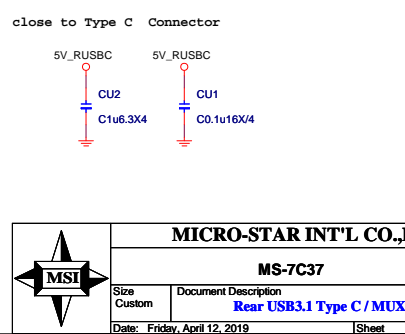 close to Type C Connector
5V_RUSBC 5V_RUSBC
CU2 CU1
C1u6.3X4 C0.1u16X/4
MICRO-STAR INT'L CO.,
MSI
MS-7C37
Size Document Description
Custom Rear USB3.1 Type C / MUX
Date: Friday, April 12, 2019 Sheet